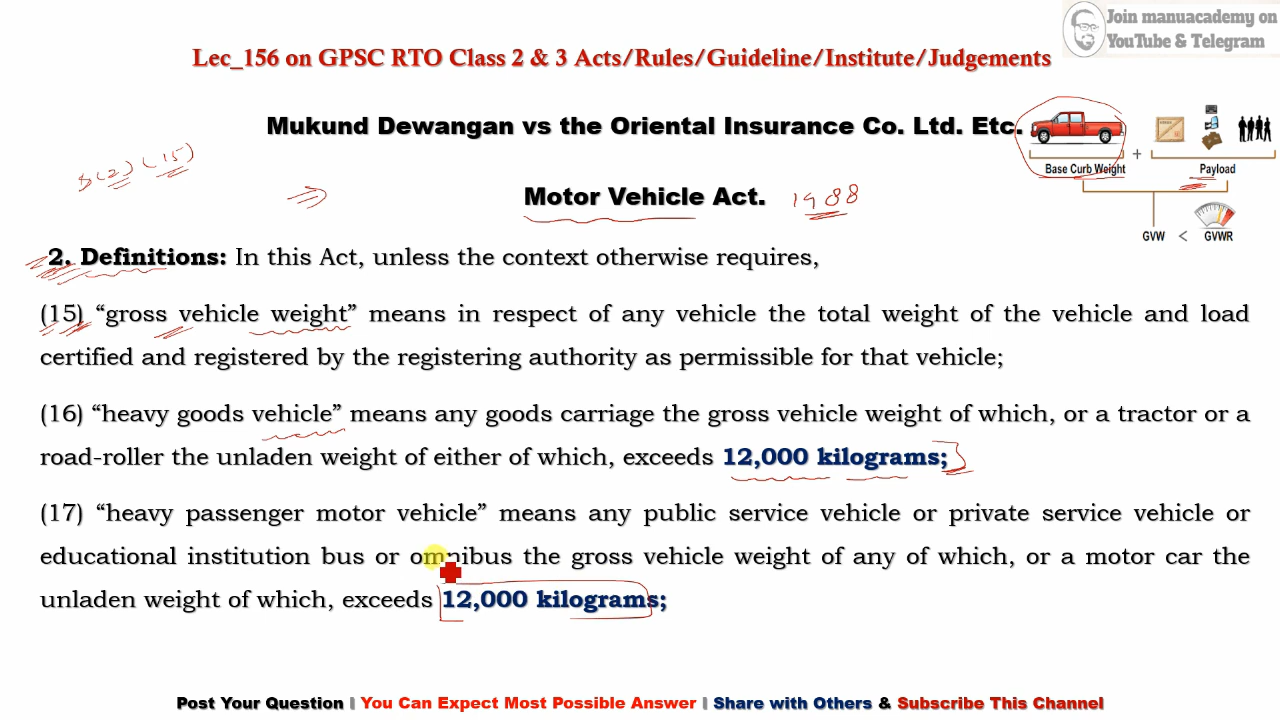 Join manuacademy on
YouTube & Telegram
Lec_156 on GPSC RTO Class 2 & 3 Acts/Rules/Guideline/Institute/Judgements
Mukund Dewangan vs the Oriental Insurance Co. Ltd. Etc.
+
Base Curb Weight
Payload
(2) (15)
Motor Vehicle Act. 1988
GVW < GVWR
2. Definitions: In this Act, unless the context otherwise requires,
(15) “gross vehicle weight” means in respect of any vehicle the total weight of the vehicle and load
certified and registered by the registering authority as permissible for that vehicle;
(16) “heavy goods vehicle” means any goods carriage the gross vehicle weight of which, or a tractor or a
road-roller the unladen weight of either of which, exceeds 12,000 kilograms;
(17) “heavy passenger motor vehicle” means any public service vehicle or private service vehicle or
educational institution bus or omnibus the gross vehicle weight of any of which, or a motor car the
unladen weight of which, exceeds 12,000 kilograms;
Post Your Question | You Can Expect Most Possible Answer | Share with Others & Subscribe This Channel